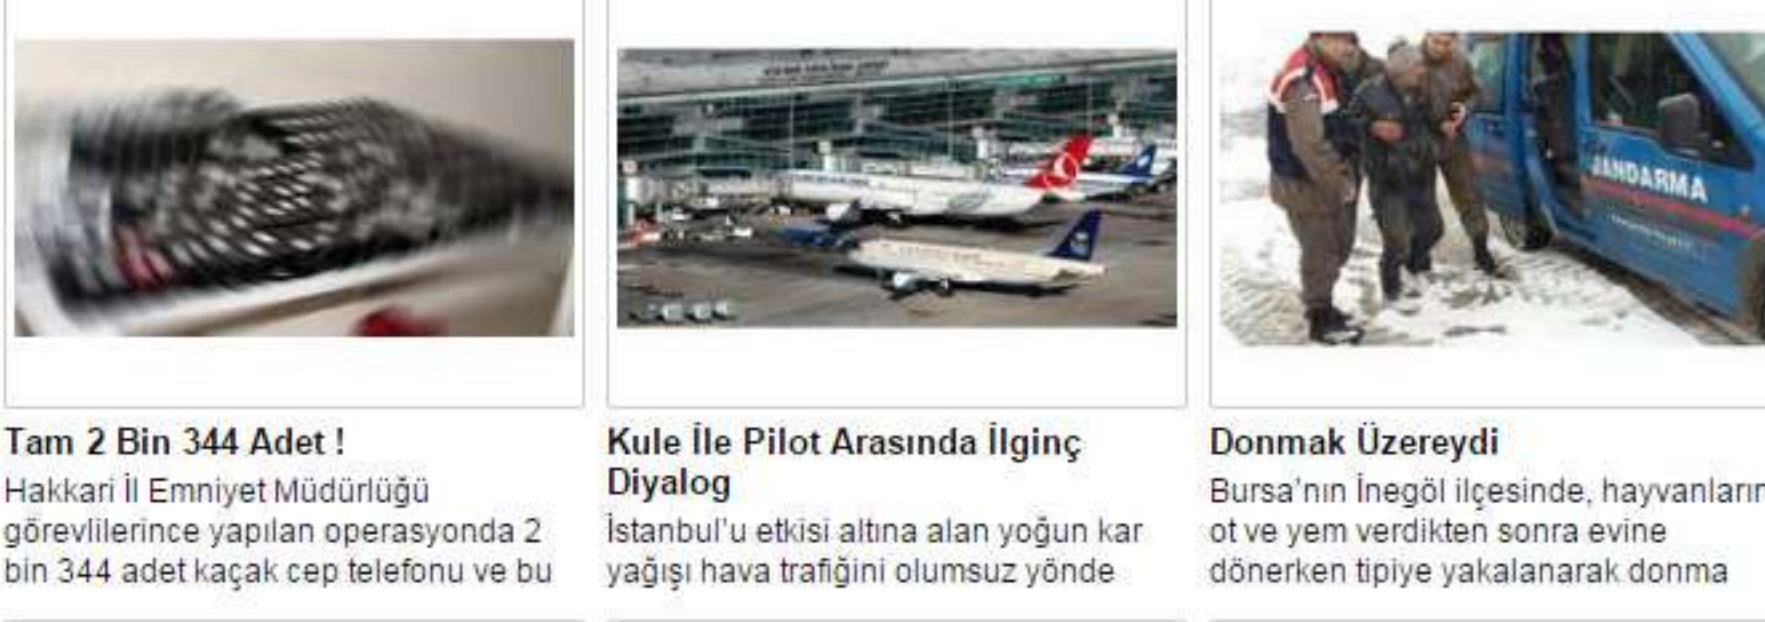 JANDARMA
Tam 2 Bin 344 Adet !
Hakkari İl Emniyet Müdürlüğü
görevlilerince yapılan operasyonda 2
bin 344 adet kaçak cep telefonu ve bu
Kule İle Pilot Arasında İlginç
Diyalog
İstanbul'u etkisi altına alan yoğun kar
yağışı hava trafiğini olumsuz yönde
Donmak Üzereydi
Bursa'nın İnegöl ilçesinde, hayvanların
ot ve yem verdikten sonra evine
dönerken tipiye yakalanarak donma